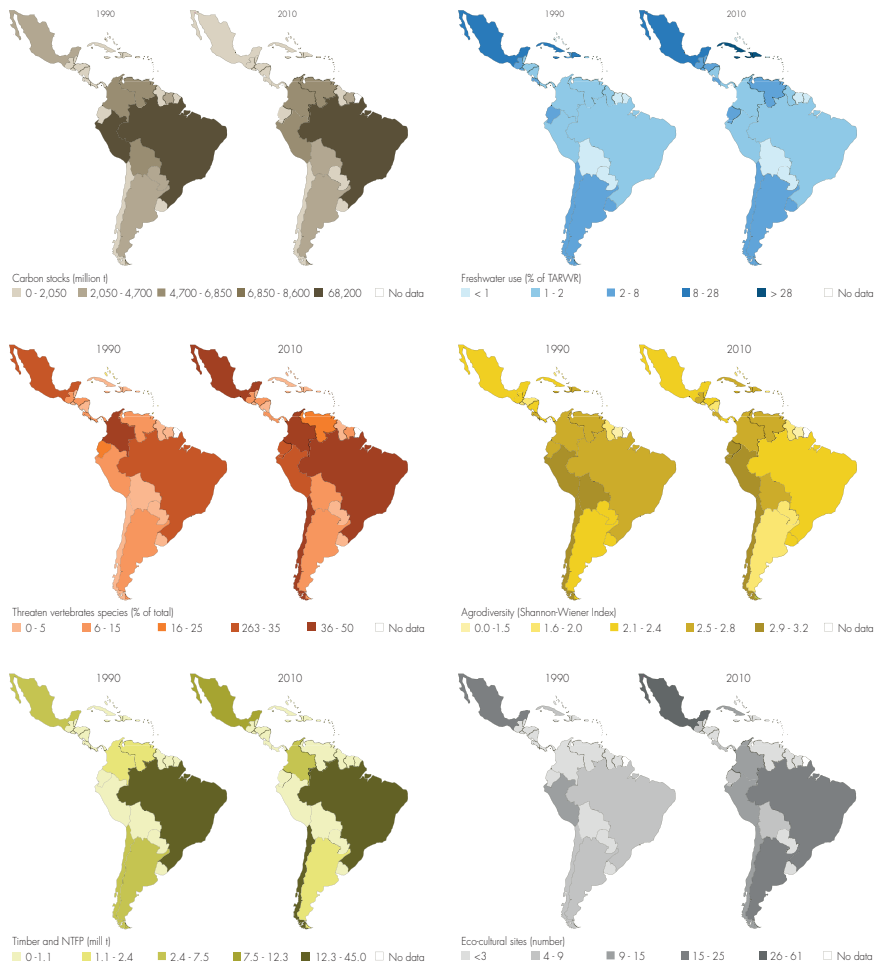 1990
2010
Carbon stocks (million t)
0 - 2,050
2,050 - 4,700
4,700 - 6,850
6,850 - 8,600
68,200
No data
1990
2010
Freshwater use (% of TARWR)
< 1
1 - 2
2 - 8
8 - 28
> 28
No data
1990
2010
Threaten vertebrates species (% of total)
0 - 5
6 - 15
16 - 25
263 - 35
36 - 50
No data
1990
2010
Agrodiversity (Shannon-Wiener Index)
0.0 -1.5
1.6 - 2.0
2.1 - 2.4
2.5 - 2.8
2.9 - 3.2
No data
1990
2010
Timber and NTFP (mill t)
0 -1.1
1.1 - 2.4
2.4 - 7.5
7.5 - 12.3
12.3 - 45.0
No data
1990
2010
Eco-cultural sites (number)
<3
4 - 9
9 - 15
15 - 25
26 - 61
No data